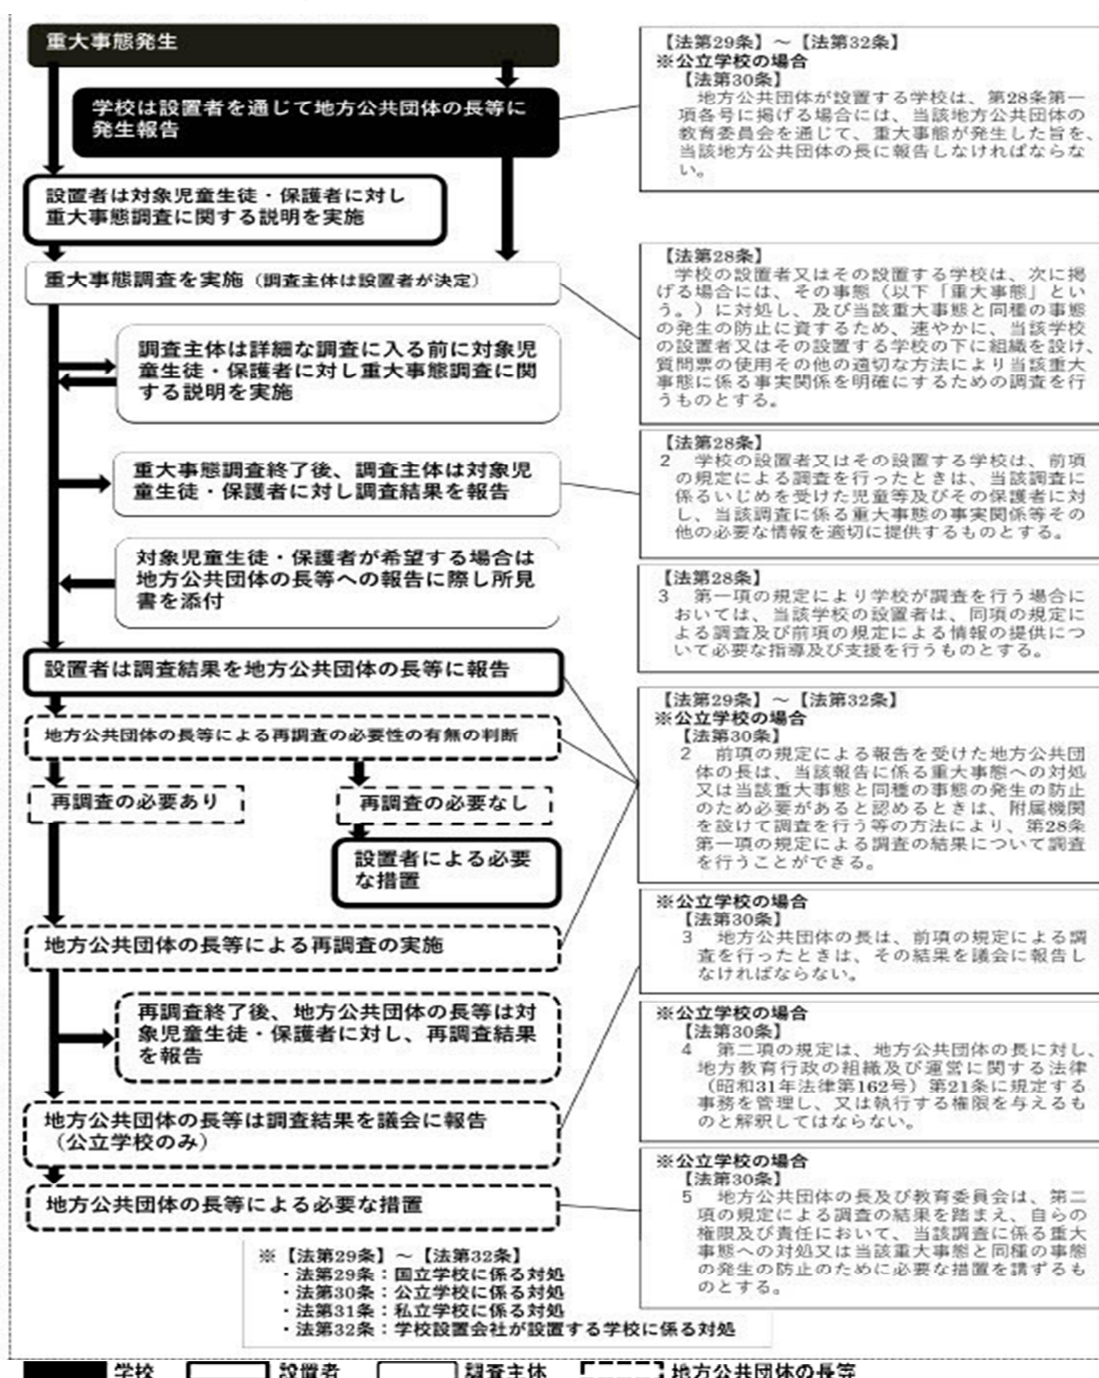 重大事態発生
学校は設置者を通じて地方公共団体の長等に
発生報告
設置者は対象児童生徒・保護者に対し
重大事態調査に関する説明を実施
重大事態調査を実施（調査主体は設置者が決定）
調査主体は詳細な調査に入る前に対象児
童生徒・保護者に対し重大事態調査に関
する説明を実施
重大事態調査終了後、調査主体は対象児
童生徒・保護者に対し調査結果を報告
対象児童生徒・保護者が希望する場合は
地方公共団体の長等への報告に際し所見
書を添付
設置者は調査結果を地方公共団体の長等に報告
地方公共団体の長等による再調査の必要性の有無の判断
再調査の必要あり
再調査の必要なし
設置者による必要
な措置
地方公共団体の長等による再調査の実施
再調査終了後、地方公共団体の長等は対
象児童生徒・保護者に対し、再調査結果
を報告
地方公共団体の長等は調査結果を議会に報告
（公立学校のみ）
地方公共団体の長等による必要な措置
【法第29条】～【法第32条】
※公立学校の場合
【法第30条】
地方公共団体が設置する学校は、第28条第一
項各号に掲げる場合には、当該地方公共団体の
教育委員会を通じて、重大事態が発生した旨を、
当該地方公共団体の長に報告しなければならな
い。
【法第28条】
学校の設置者又はその設置する学校は、次に掲
げる場合には、その事態（以下「重大事態」とい
う。）に対処し、及び当該重大事態と同種の事態
の発生の防止に資するため、速やかに、当該学校
の設置者又はその設置する学校の下に組織を設け、
質問票の使用その他の適切な方法により当該重大
事態に係る事実関係を明確にするための調査を行
うものとする。
【法第28条】
2　学校の設置者又はその設置する学校は、前項
の規定による調査を行ったときは、当該調査に
係るいじめを受けた児童等及びその保護者に対
し、当該調査に係る重大事態の事実関係等その
他の必要な情報を適切に提供するものとする。
【法第28条】
3　第一項の規定により学校が調査を行う場合に
おいては、当該学校の設置者は、同項の規定に
よる調査及び前項の規定による情報の提供につ
いて必要な指導及び支援を行うものとする。
【法第29条】～【法第32条】
※公立学校の場合
【法第30条】
2　前項の規定による報告を受けた地方公共団
体の長は、当該報告に係る重大事態への対処
又は当該重大事態と同種の事態の発生の防止
のため必要があると認めるときは、附属機関
を設けて調査を行う等の方法により、第28条
第一項の規定による調査の結果について調査
を行うことができる。
※公立学校の場合
【法第30条】
3　地方公共団体の長は、前項の規定による調
査を行ったときは、その結果を議会に報告し
なければならない。
※公立学校の場合
【法第30条】
4　第二項の規定は、地方公共団体の長に対し、
地方教育行政の組織及び運営に関する法律
（昭和31年法律第162号）第21条に規定する
事務を管理し、又は執行する権限を与えるも
のと解釈してはならない。
※公立学校の場合
【法第30条】
5　地方公共団体の長及び教育委員会は、第二
項の規定による調査の結果を踏まえ、自らの
権限及び責任において、当該調査に係る重大
事態への対処又は当該重大事態と同種の事態
の発生の防止のために必要な措置を講ずるも
のとする。
※【法第29条】～【法第32条】
・法第29条：国立学校に係る対処
・法第30条：公立学校に係る対処
・法第31条：私立学校に係る対処
・法第32条：学校設置会社が設置する学校に係る対処
学校
設置者
調査主体
地方公共団体の長等